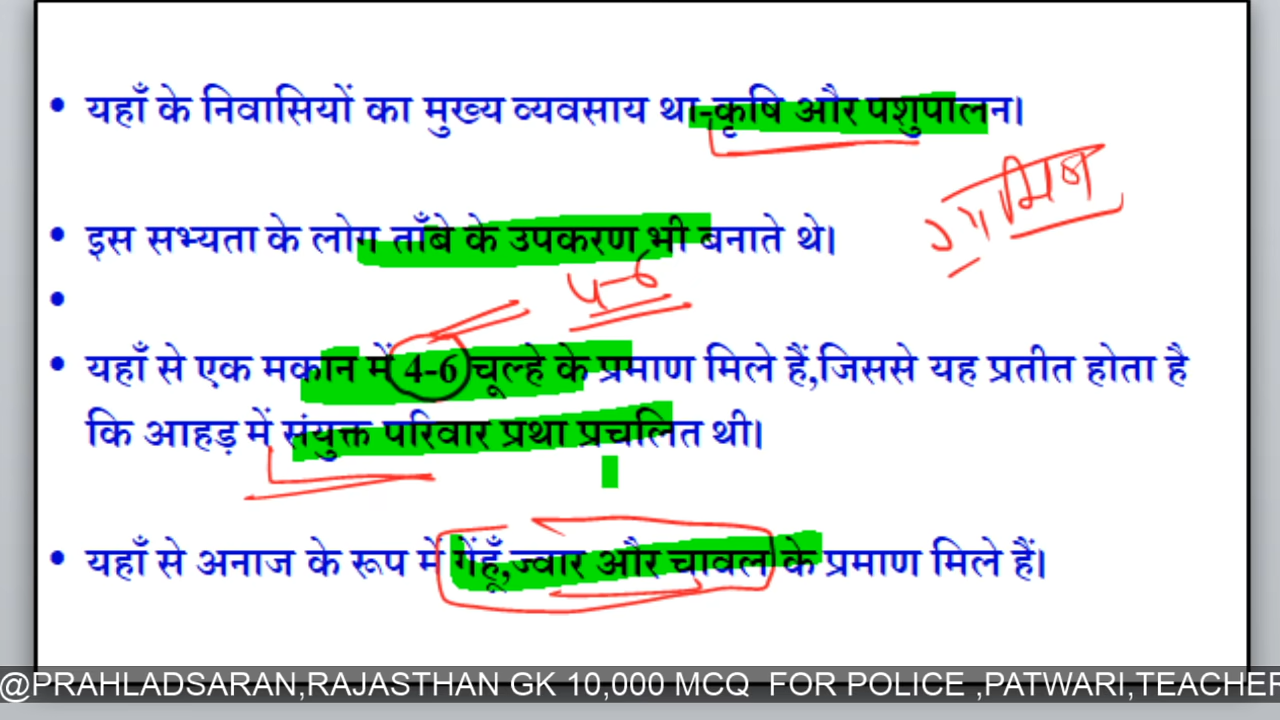 • यहाँ के निवासियों का मुख्य व्यवसाय था-कृषि और पशुपालन।
ग्रामिण
• इस सभ्यता के लोग ताँबे के उपकरण भी बनाते थे।
4-6
•
• यहाँ से एक मकान में 4-6 चूल्हे के प्रमाण मिले हैं,जिससे यह प्रतीत होता है
कि आहड़ में संयुक्त परिवार प्रथा प्रचलित थी।
• यहाँ से अनाज के रूप में गेंहूँ,ज्वार और चावल के प्रमाण मिले हैं।
@PRAHLADSARAN,RAJASTHAN GK 10,000 MCQ FOR POLICE ,PATWARI,TEACHER